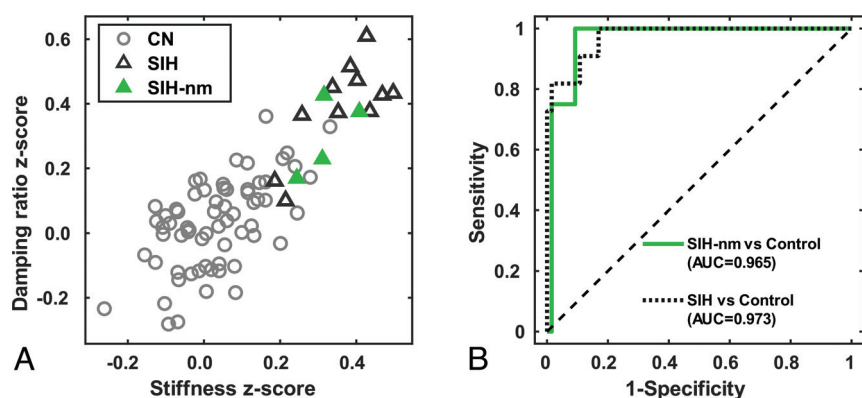 CN
SIH
SIH-nm
Damping ratio z-score
0.6
0.4
0.2
0.0
-0.2
-0.2
0.0
0.2
0.4
Stiffness z-score
A
Sensitivity
1
0.8
0.6
0.4
0.2
0
SIH-nm vs Control
(AUC=0.965)
SIH vs Control
(AUC=0.973)
0
0.2
0.4
0.6
0.8
1
1-Specificity
B